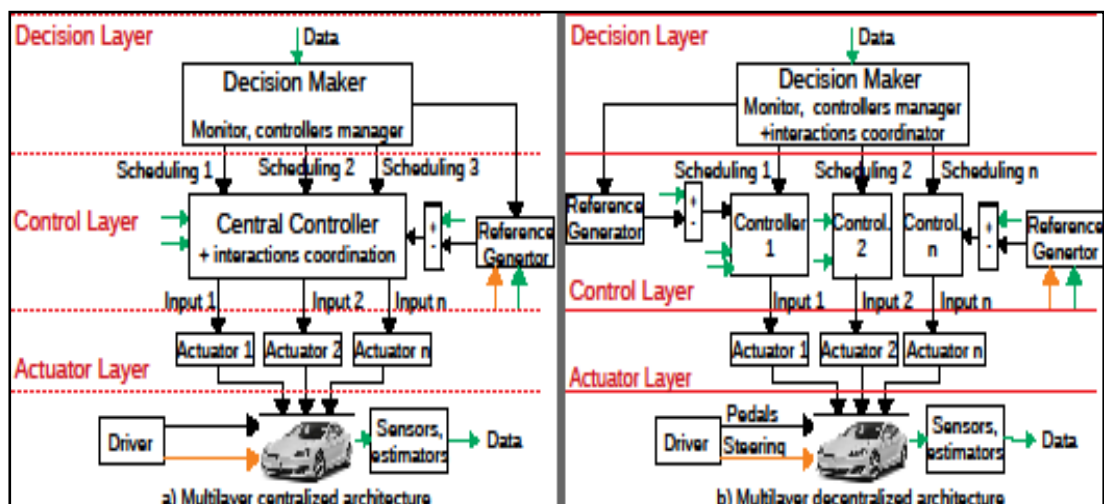 Decision Layer
Data
Decision Maker
Monitor, controllers manager
Scheduling 1
Scheduling 2
Scheduling 3
Control Layer
Central Controller
+ interactions coordination
+
-
Reference
Genertor
Input 1
Input 2
Input n
Actuator 1
Actuator 2
Actuator n
Actuator Layer
Driver
Sensors,
estimators
Data
a) Multilayer centralized architecture
Decision Layer
Data
Decision Maker
Monitor, controllers manager
+interactions coordinator
Scheduling 1
Scheduling 2
Scheduling n
Reference
Generator
+
-
Controller
1
Control.
2
Control.
n
+
-
Reference
Genertor
Control Layer
Input 1
Input 2
Input n
Actuator 1
Actuator 2
Actuator n
Actuator Layer
Pedals
Driver
Steering
Sensors,
estimators
Data
b) Multilayer decentralized architecture